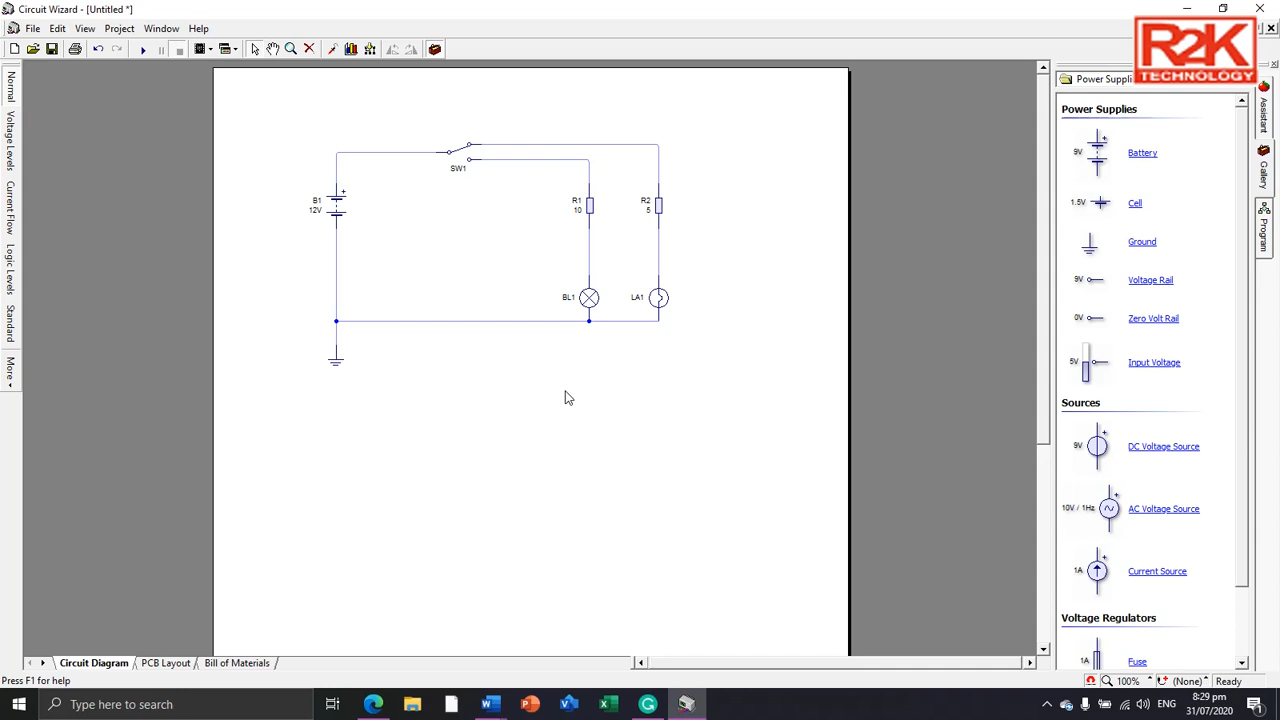 Circuit Wizard - [Untitled *]
File Edit View Project Window Help
R2K
TECHNOLOGY
Normal
Voltage Levels
Current Flow
Logic Levels
Standard
More
SW1
B1
12V
R1
10
R2
5
BL1
LA1
Power Suppli
Power Supplies
9V Battery
1.5V Cell
Ground
9V Voltage Rail
0V Zero Volt Rail
5V Input Voltage
Sources
9V DC Voltage Source
10V / 1Hz AC Voltage Source
1A Current Source
Voltage Regulators
1A Fuse
Assistant
Gallery
Program
Circuit Diagram PCB Layout Bill of Materials
Press F1 for help
100% (None) Ready
Type here to search
ENG
8:29 pm
31/07/2020